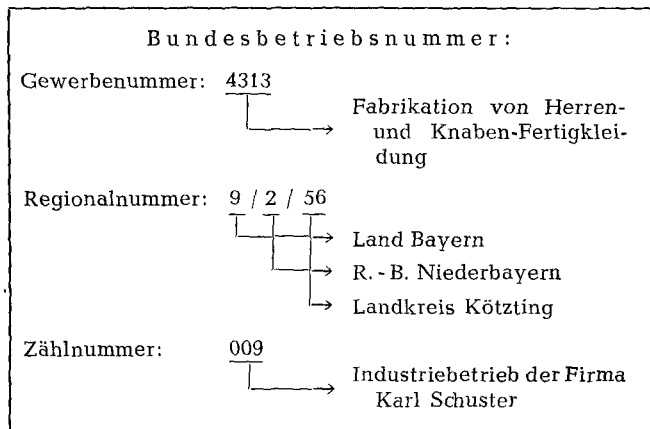 Bundesbetriebsnummer:
Gewerbenummer: 4313
Fabrikation von Herren-
und Knaben-Fertigklei-
dung
Regionalnummer: 9 / 2 / 56
Land Bayern
R.-B. Niederbayern
Landkreis Kötzting
Zählnummer: 009
Industriebetrieb der Firma
Karl Schuster